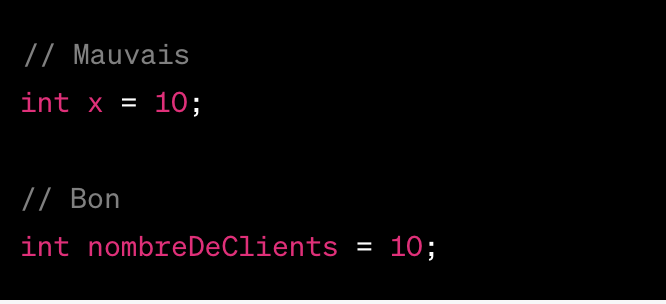 // Mauvais
int x = 10;
// Bon
int nombreDeClients = 10;